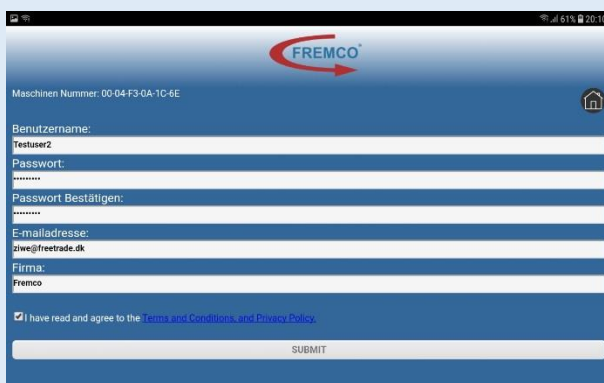 61% 20:10
FREMCO
Maschinen Nummer: 00-04-F3-0A-1C-6E
Benutzername:
Testuser2
Passwort:
•••••••••
Passwort Bestätigen:
•••••••••
E-mailadresse:
ziwe@freetrade.dk
Firma:
Fremco
I have read and agree to the Terms and Conditions, and Privacy Policy.
SUBMIT